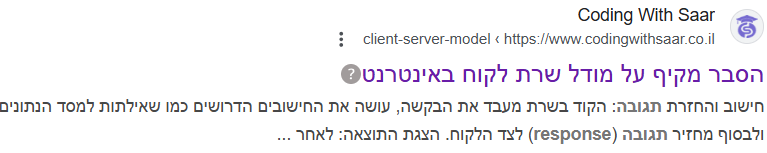 Coding With Saar
https://www.codingwithsaar.co.il › client-server-model
הסבר מקיף על מודל שרת לקוח באינטרנט
חישוב והחזרת תגובה: הקוד בשרת מעבד את הבקשה, עושה את החישובים הדרושים כמו שאילתות למסד הנתונים
ולבסוף מחזיר תגובה (response) לצד הלקוח. הצגת התוצאה: לאחר ...